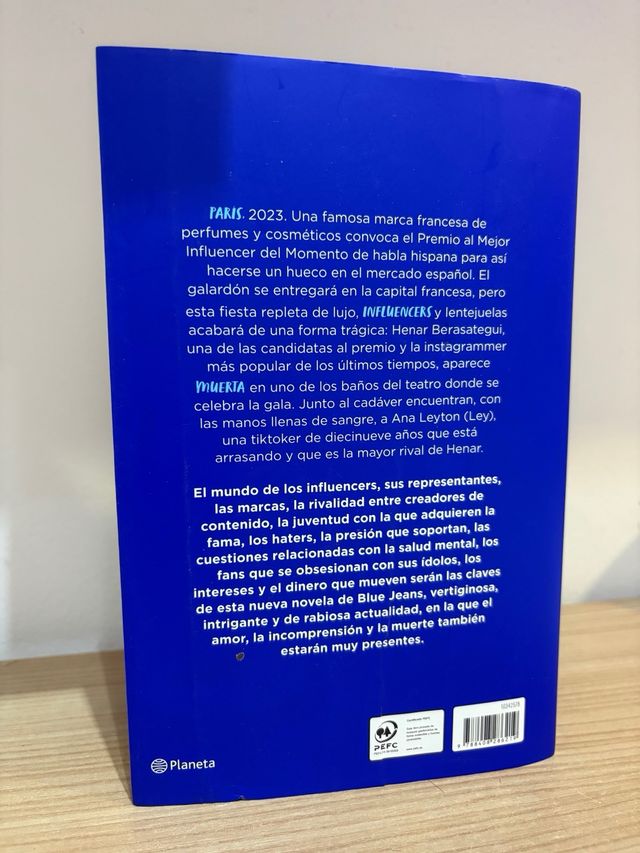 PARÍS, 2023. Una famosa marca francesa de
perfumes y cosméticos convoca el Premio al Mejor
Influencer del Momento de habla hispana para así
hacerse un hueco en el mercado español. El
galardón se entregará en la capital francesa, pero
esta fiesta repleta de lujo, INFLUENCERS y lentejuelas
acabará de una forma trágica: Henar Berasategui,
una de las candidatas al premio y la instagrammer
más popular de los últimos tiempos, aparece
MUERTA en uno de los baños del teatro donde se
celebra la gala. Junto al cadáver encuentran, con
las manos llenas de sangre, a Ana Leyton (Ley),
una tiktoker de diecinueve años que está
arrasando y que es la mayor rival de Henar.
El mundo de los influencers, sus representantes,
las marcas, la rivalidad entre creadores de
contenido, la juventud con la que adquieren la
fama, los haters, la presión que soportan, las
cuestiones relacionadas con la salud mental, los
fans que se obsesionan con sus ídolos, los
intereses y el dinero que mueven serán las claves
de esta nueva novela de Blue Jeans, vertiginosa,
intrigante y de rabiosa actualidad, en la que el
amor, la incomprensión y la muerte también
estarán muy presentes.
Planeta
PEFC
Certificado PEFC